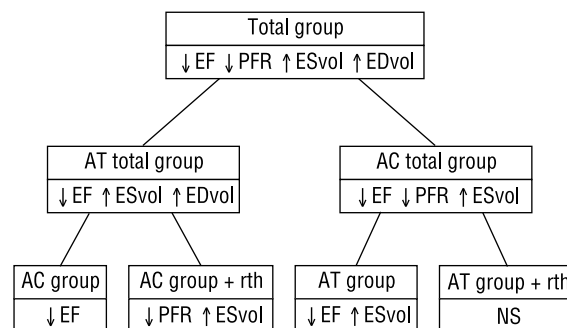 Total group
↓ EF ↓ PFR ↑ ESvol ↑ EDvol
AT total group
↓ EF ↑ ESvol ↑ EDvol
AC total group
↓ EF ↓ PFR ↑ ESvol
AC group
↓ EF
AC group + rth
↓ PFR ↑ ESvol
AT group
↓ EF ↑ ESvol
AT group + rth
NS